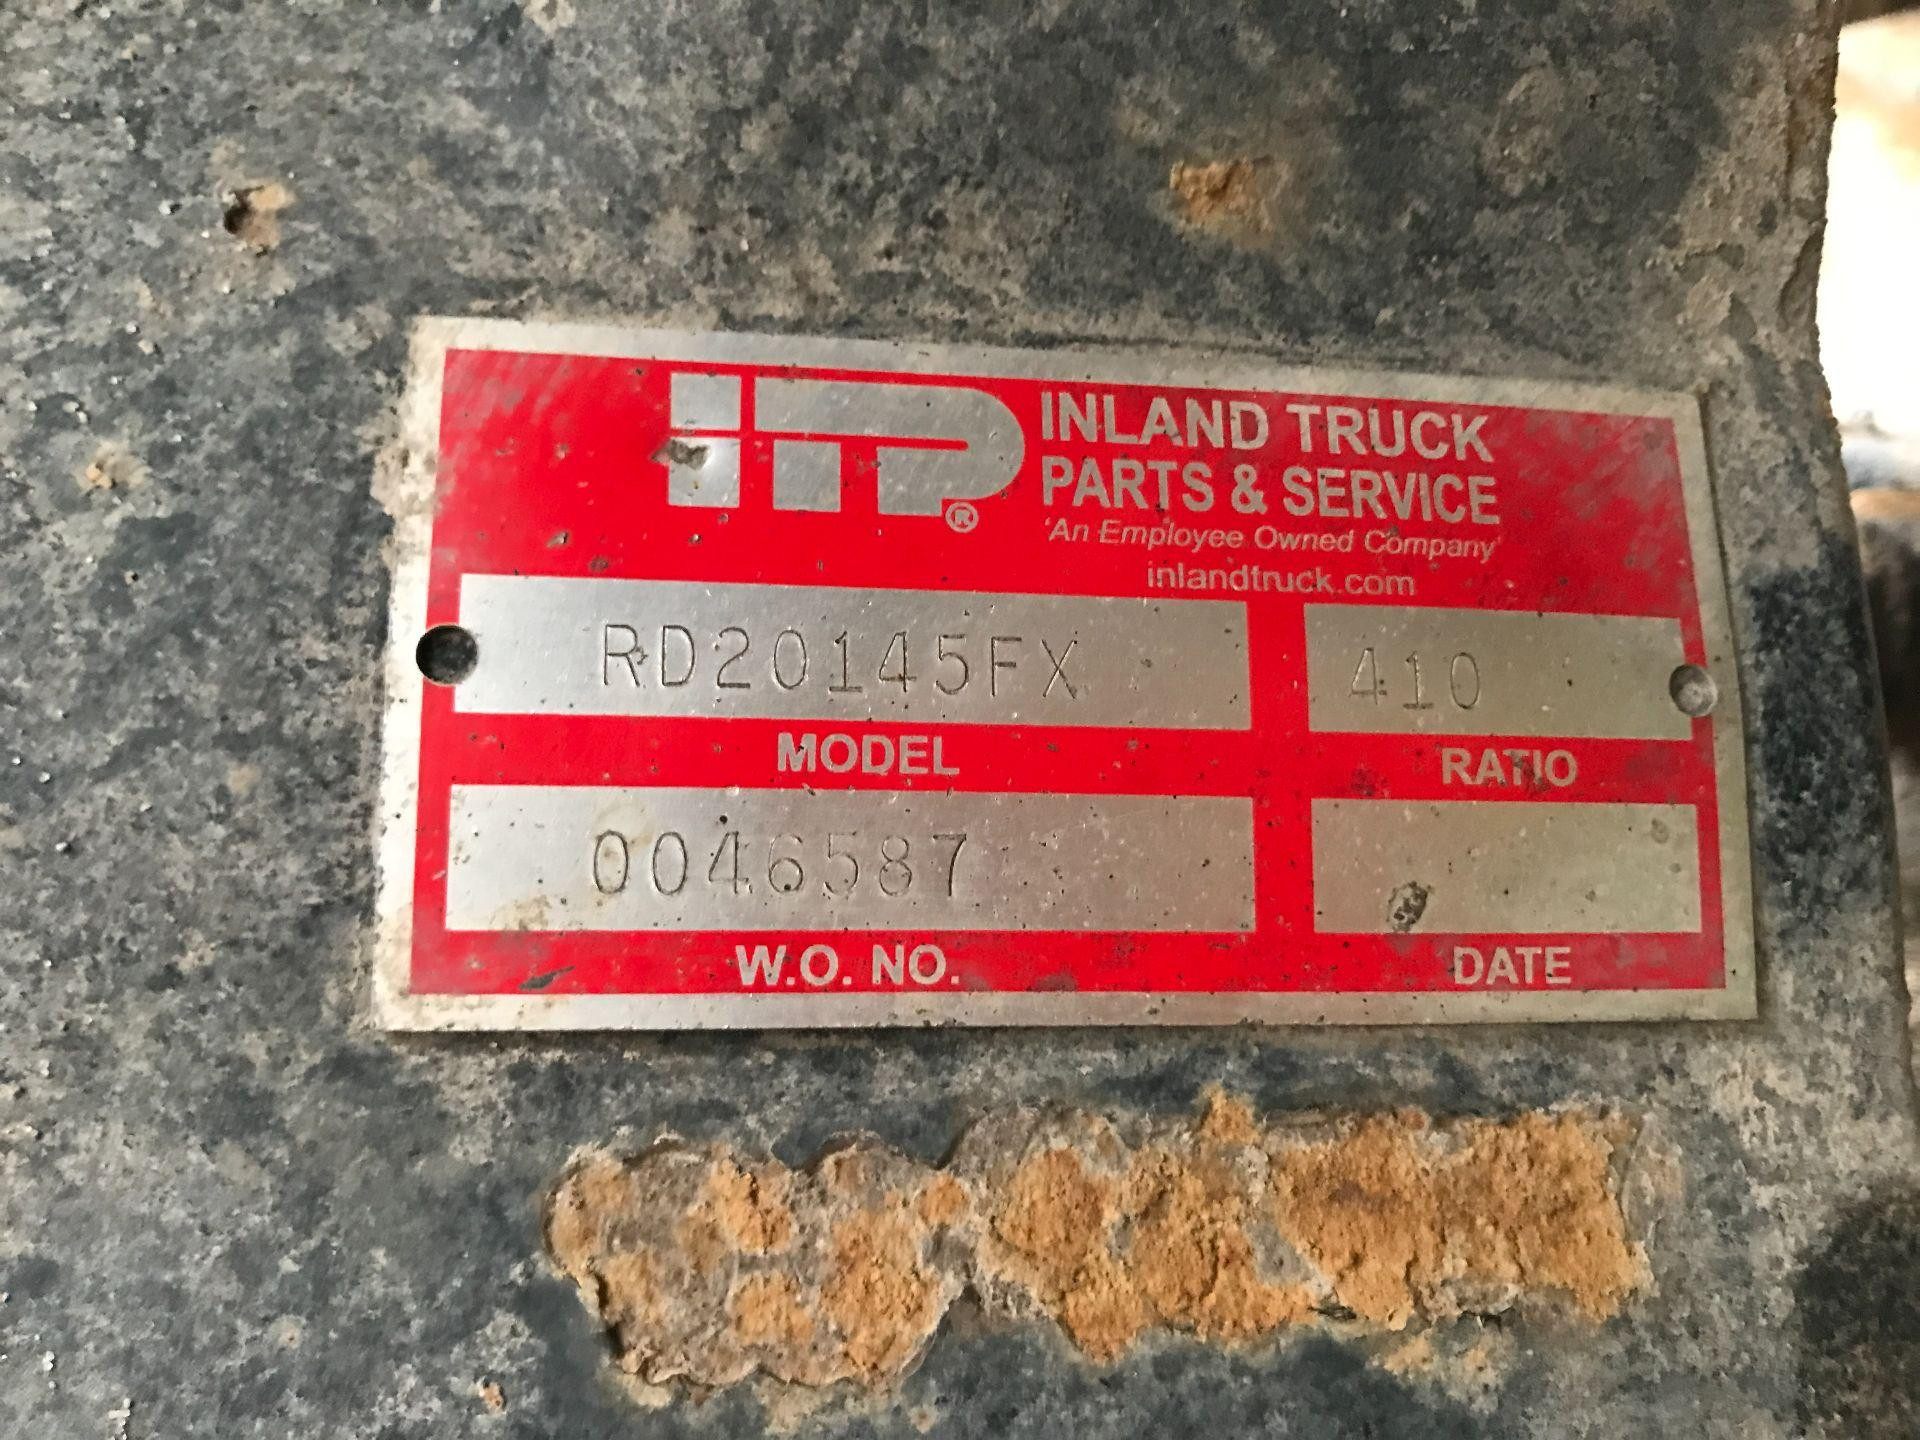 ITP®
INLAND TRUCK
PARTS & SERVICE
'An Employee Owned Company'
inlandtruck.com
RD20145FX 410
MODEL RATIO
0046587
W.O. NO. DATE